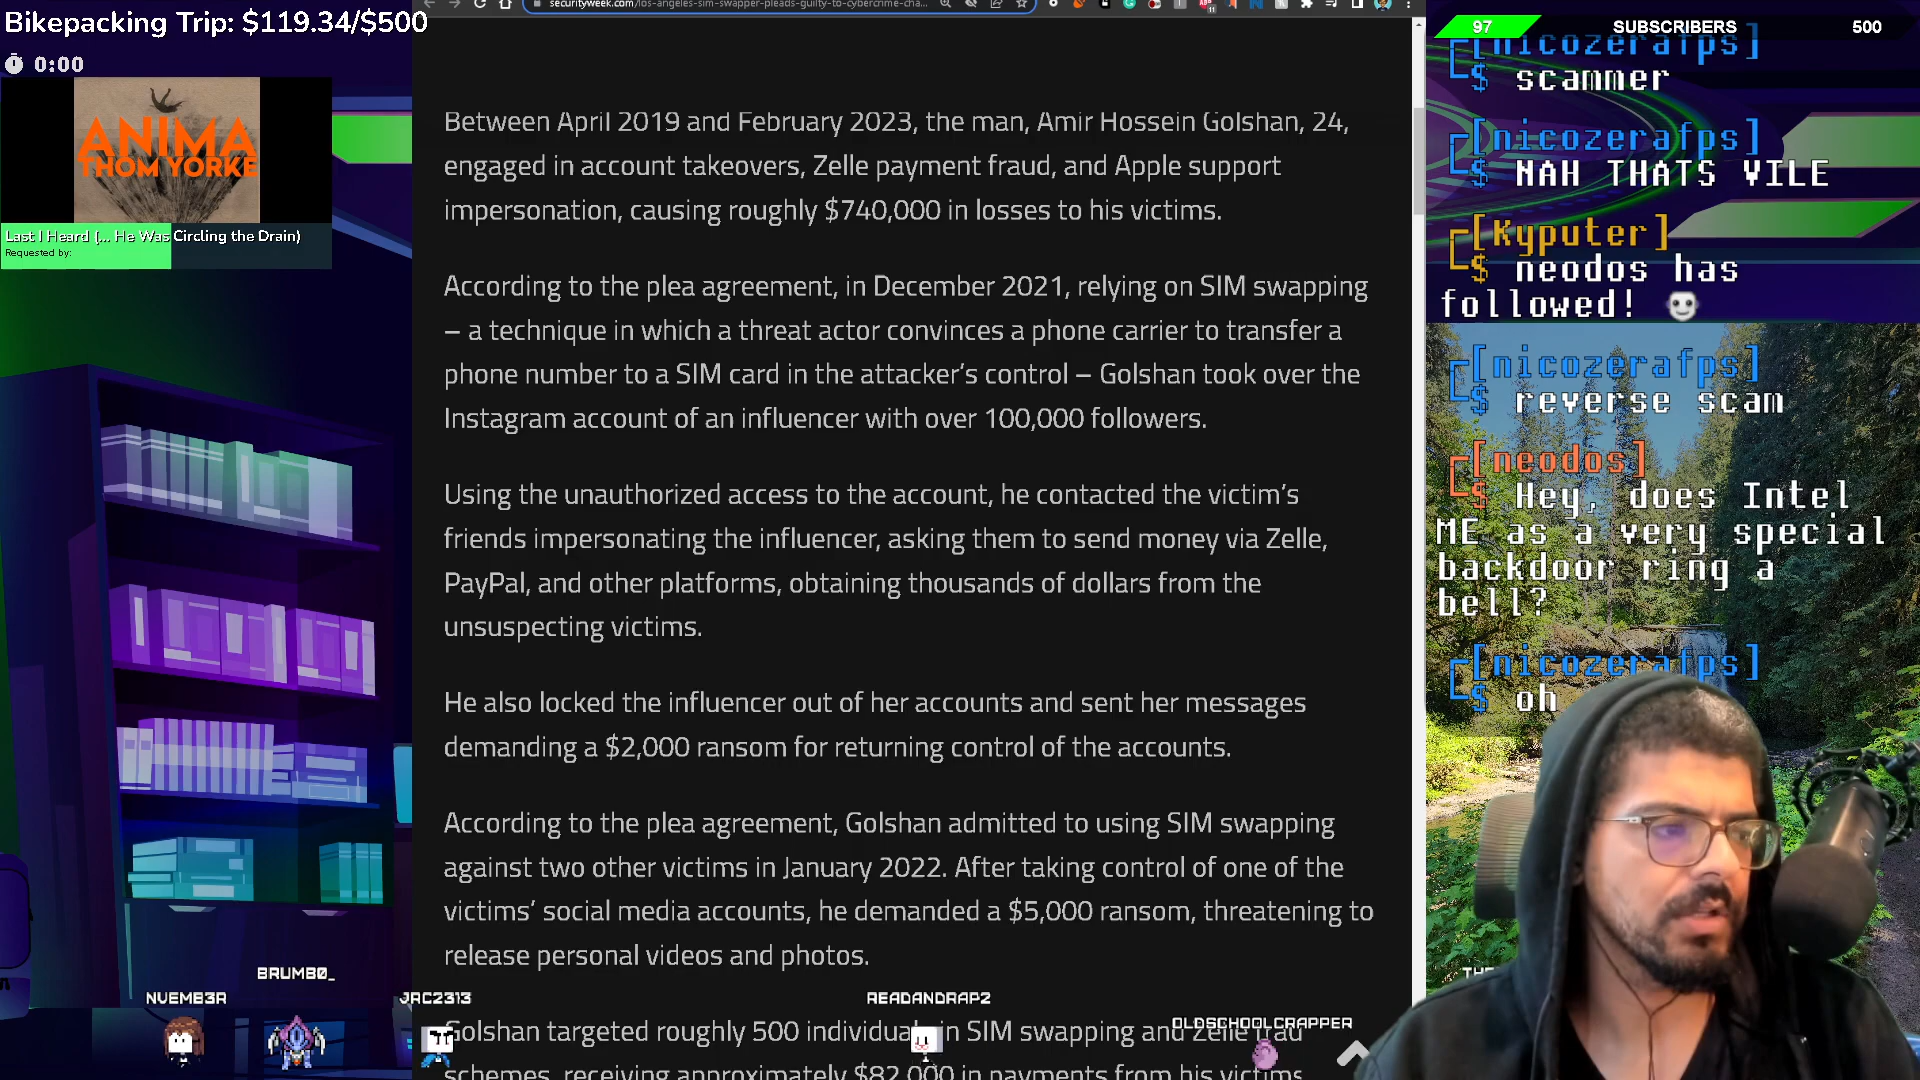 Bikepacking Trip: $119.34/$500
0:00
ANIMA
THOM YORKE
Last I Heard (... He Was Circling the Drain)
Requested by:
securityweek.com/los-angeles-sim-swapper-pleads-guilty-to-cybercrime-cha...
Between April 2019 and February 2023, the man, Amir Hossein Golshan, 24,
engaged in account takeovers, Zelle payment fraud, and Apple support
impersonation, causing roughly $740,000 in losses to his victims.
According to the plea agreement, in December 2021, relying on SIM swapping
– a technique in which a threat actor convinces a phone carrier to transfer a
phone number to a SIM card in the attacker’s control – Golshan took over the
Instagram account of an influencer with over 100,000 followers.
Using the unauthorized access to the account, he contacted the victim’s
friends impersonating the influencer, asking them to send money via Zelle,
PayPal, and other platforms, obtaining thousands of dollars from the
unsuspecting victims.
He also locked the influencer out of her accounts and sent her messages
demanding a $2,000 ransom for returning control of the accounts.
According to the plea agreement, Golshan admitted to using SIM swapping
against two other victims in January 2022. After taking control of one of the
victims’ social media accounts, he demanded a $5,000 ransom, threatening to
release personal videos and photos.
Golshan targeted roughly 500 individuals in SIM swapping and Zelle fraud
schemes, receiving approximately $82,000 in payments from his victims
97 SUBSCRIBERS 500
[nicozerafps]
$ scammer
[nicozerafps]
$ NAH THATS VILE
[Kyputer]
$ neodos has
followed!
[nicozerafps]
$ reverse scam
[neodos]
$ Hey, does Intel
ME as a very special
backdoor ring a
bell?
[nicozerafps]
$ oh
BRUMB0_
NUEMB3R
JAC2313
READANDRAP2
OLDSCHOOLCRAPPER